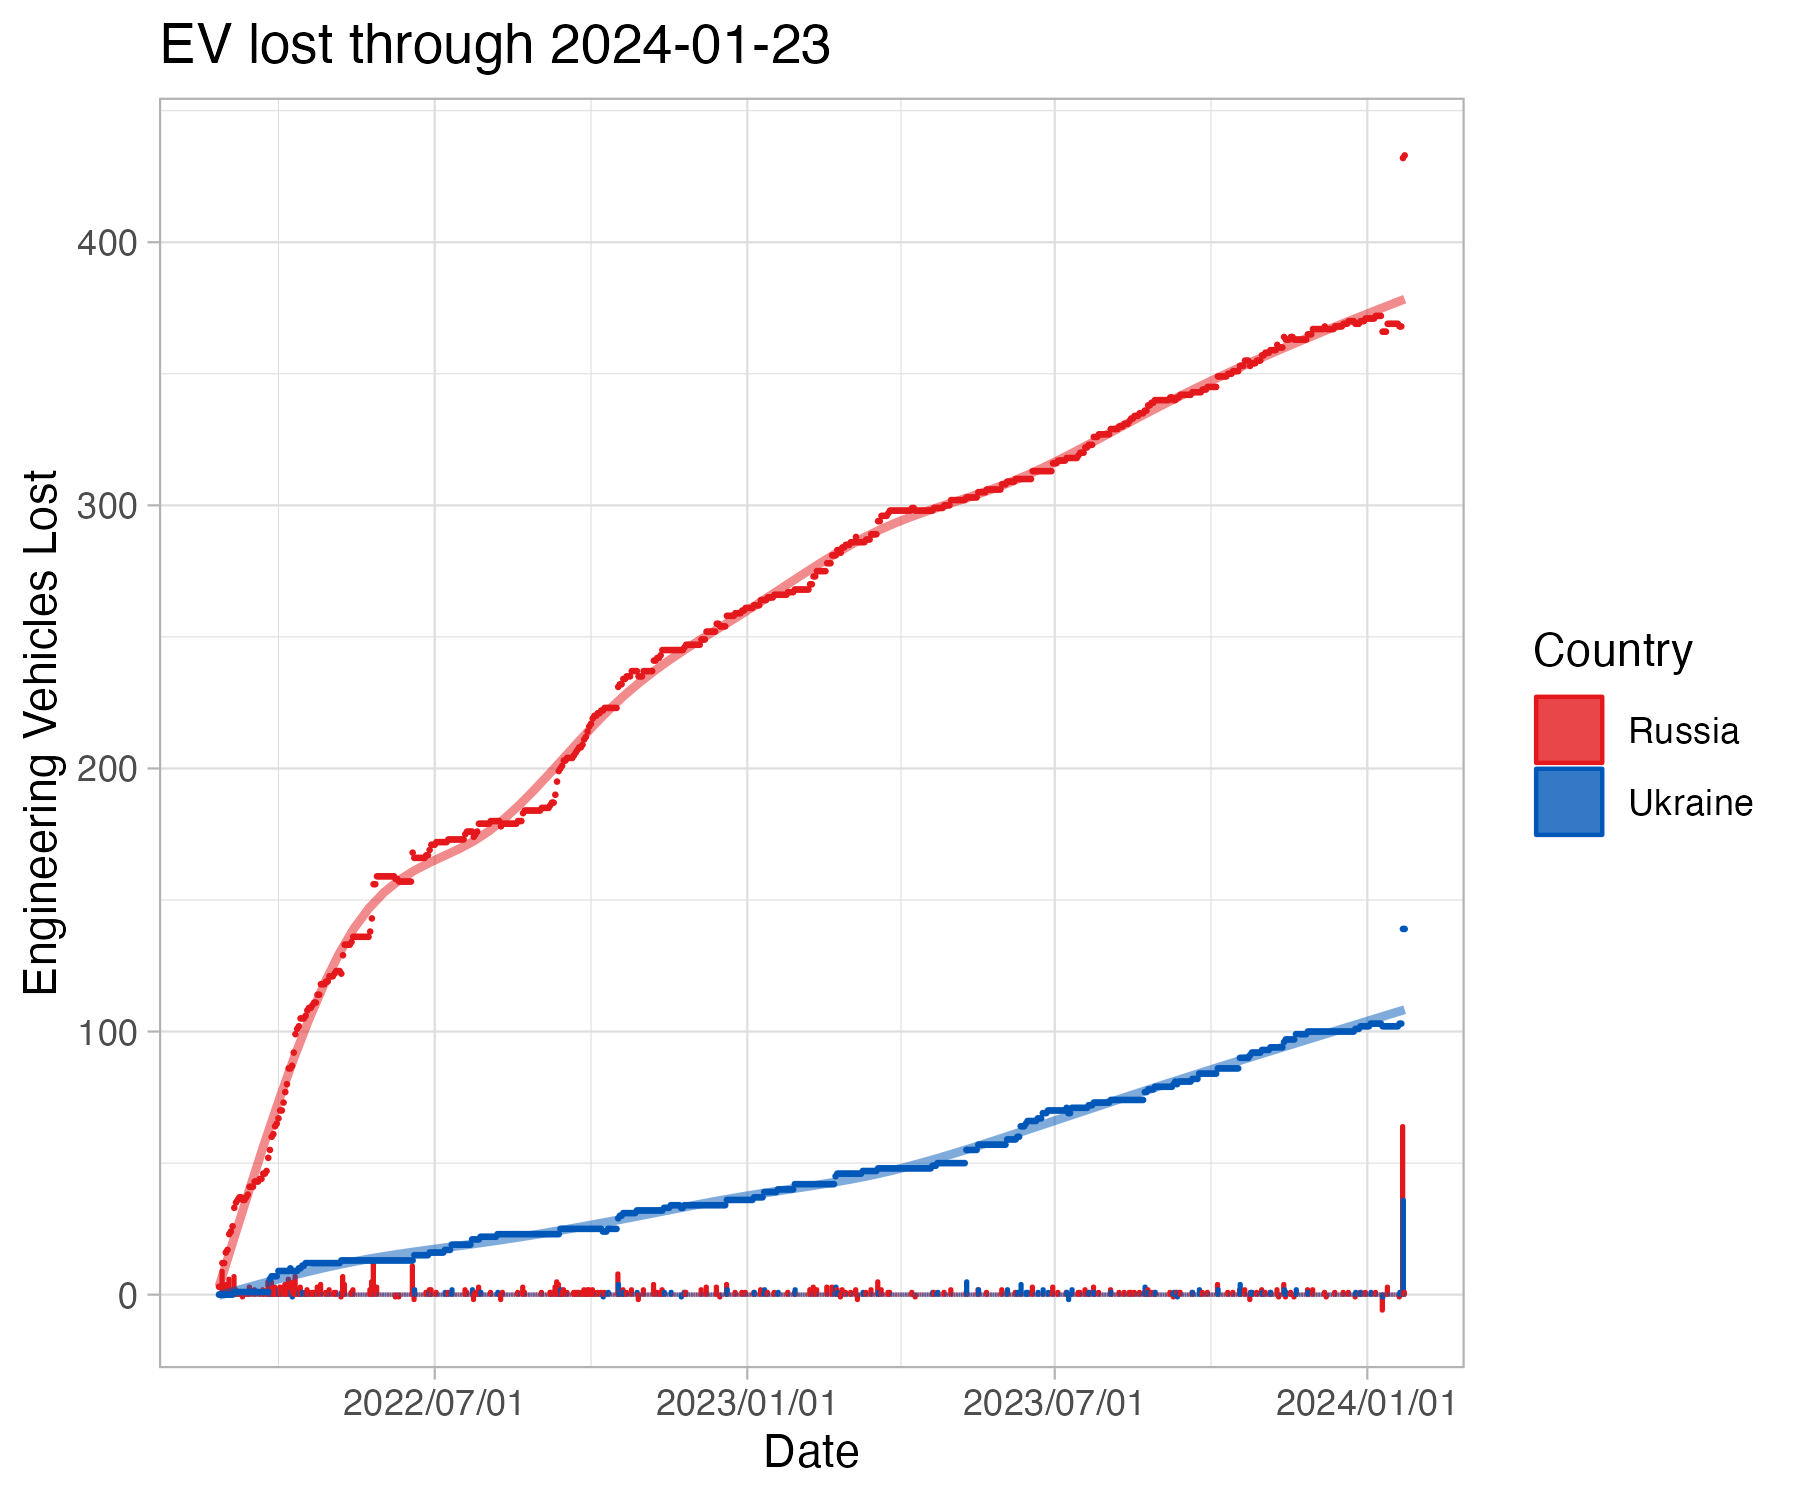 EV lost through 2024-01-23
Engineering Vehicles Lost
400
300
200
100
0
2022/07/01
2023/01/01
2023/07/01
2024/01/01
Date
Country
Russia
Ukraine